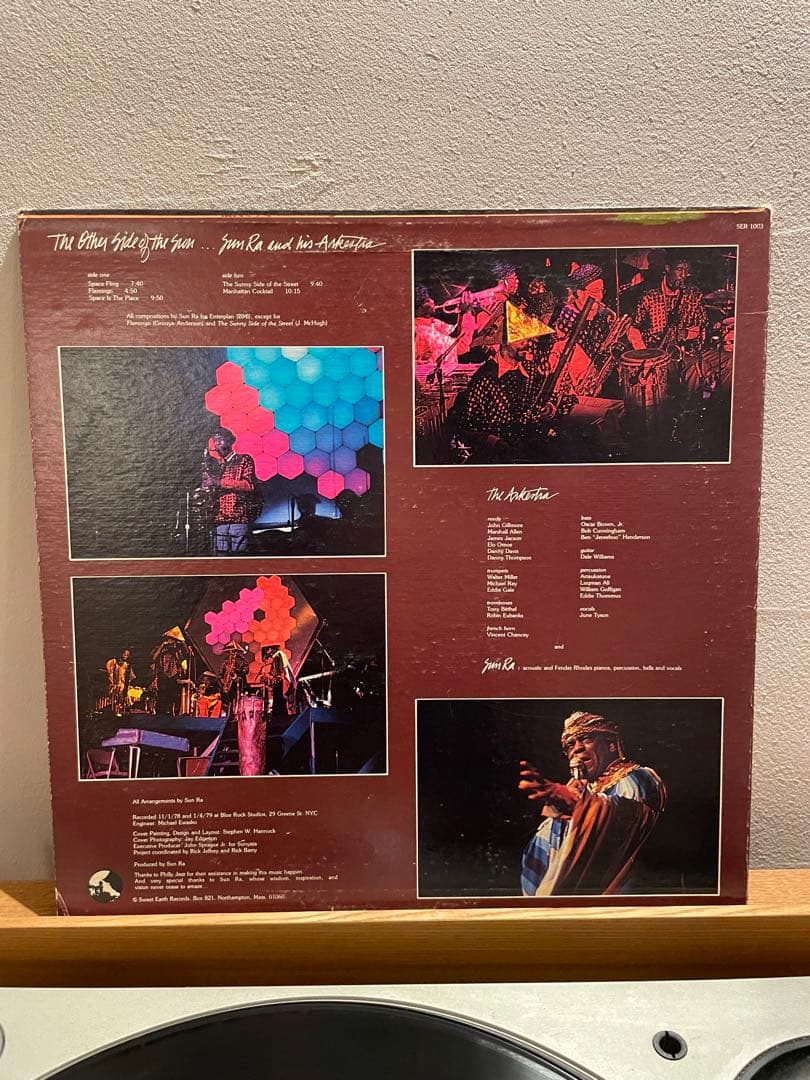 The Other Side of the Sun ... Sun Ra and his Arkestra
SER 1003
side one
Space Fling 7:40
Flamingo 4:50
Space Is The Place 9:50
side two
The Sunny Side of the Street 9:40
Manhattan Cocktail 10:15
All compositions by Sun Ra for Enterplan (BMI), except for
Flamingo (Grouya-Anderson) and The Sunny Side of the Street (J. McHugh)
The Arkestra
reeds
John Gilmore
Marshall Allen
James Jacson
Elo Omoe
Danny Davis
Danny Thompson
trumpets
Walter Miller
Michael Ray
Eddie Gale
trombones
Tony Bethel
Robin Eubanks
french horn
Vincent Chancey
bass
Oscar Brown, Jr.
Bob Cunningham
Ben "Jereehoo" Henderson
guitar
Dale Williams
percussion
Artaukatune
Luqman Ali
William Goffigan
Eddie Thommus
vocals
June Tyson
and
Sun Ra : acoustic and Fender Rhodes pianos, percussion, bells and vocals
All Arrangements by Sun Ra
Recorded 11/1/78 and 1/4/79 at Blue Rock Studios, 29 Greene St. NYC
Engineer: Michael Ewasko
Cover Painting, Design and Layout: Stephen W. Hannock
Cover Photography: Jay Edgerton
Executive Producer: John Sprague Jr. for Sunyata
Project coordinated by Rick Jeffrey and Rick Barry
Produced by Sun Ra
Thanks to Philly Jazz for their assistance in making this music happen.
And very special thanks to Sun Ra, whose wisdom, inspiration, and
vision never cease to amaze ...
© Sweet Earth Records. Box 821. Northampton, Mass. 01060